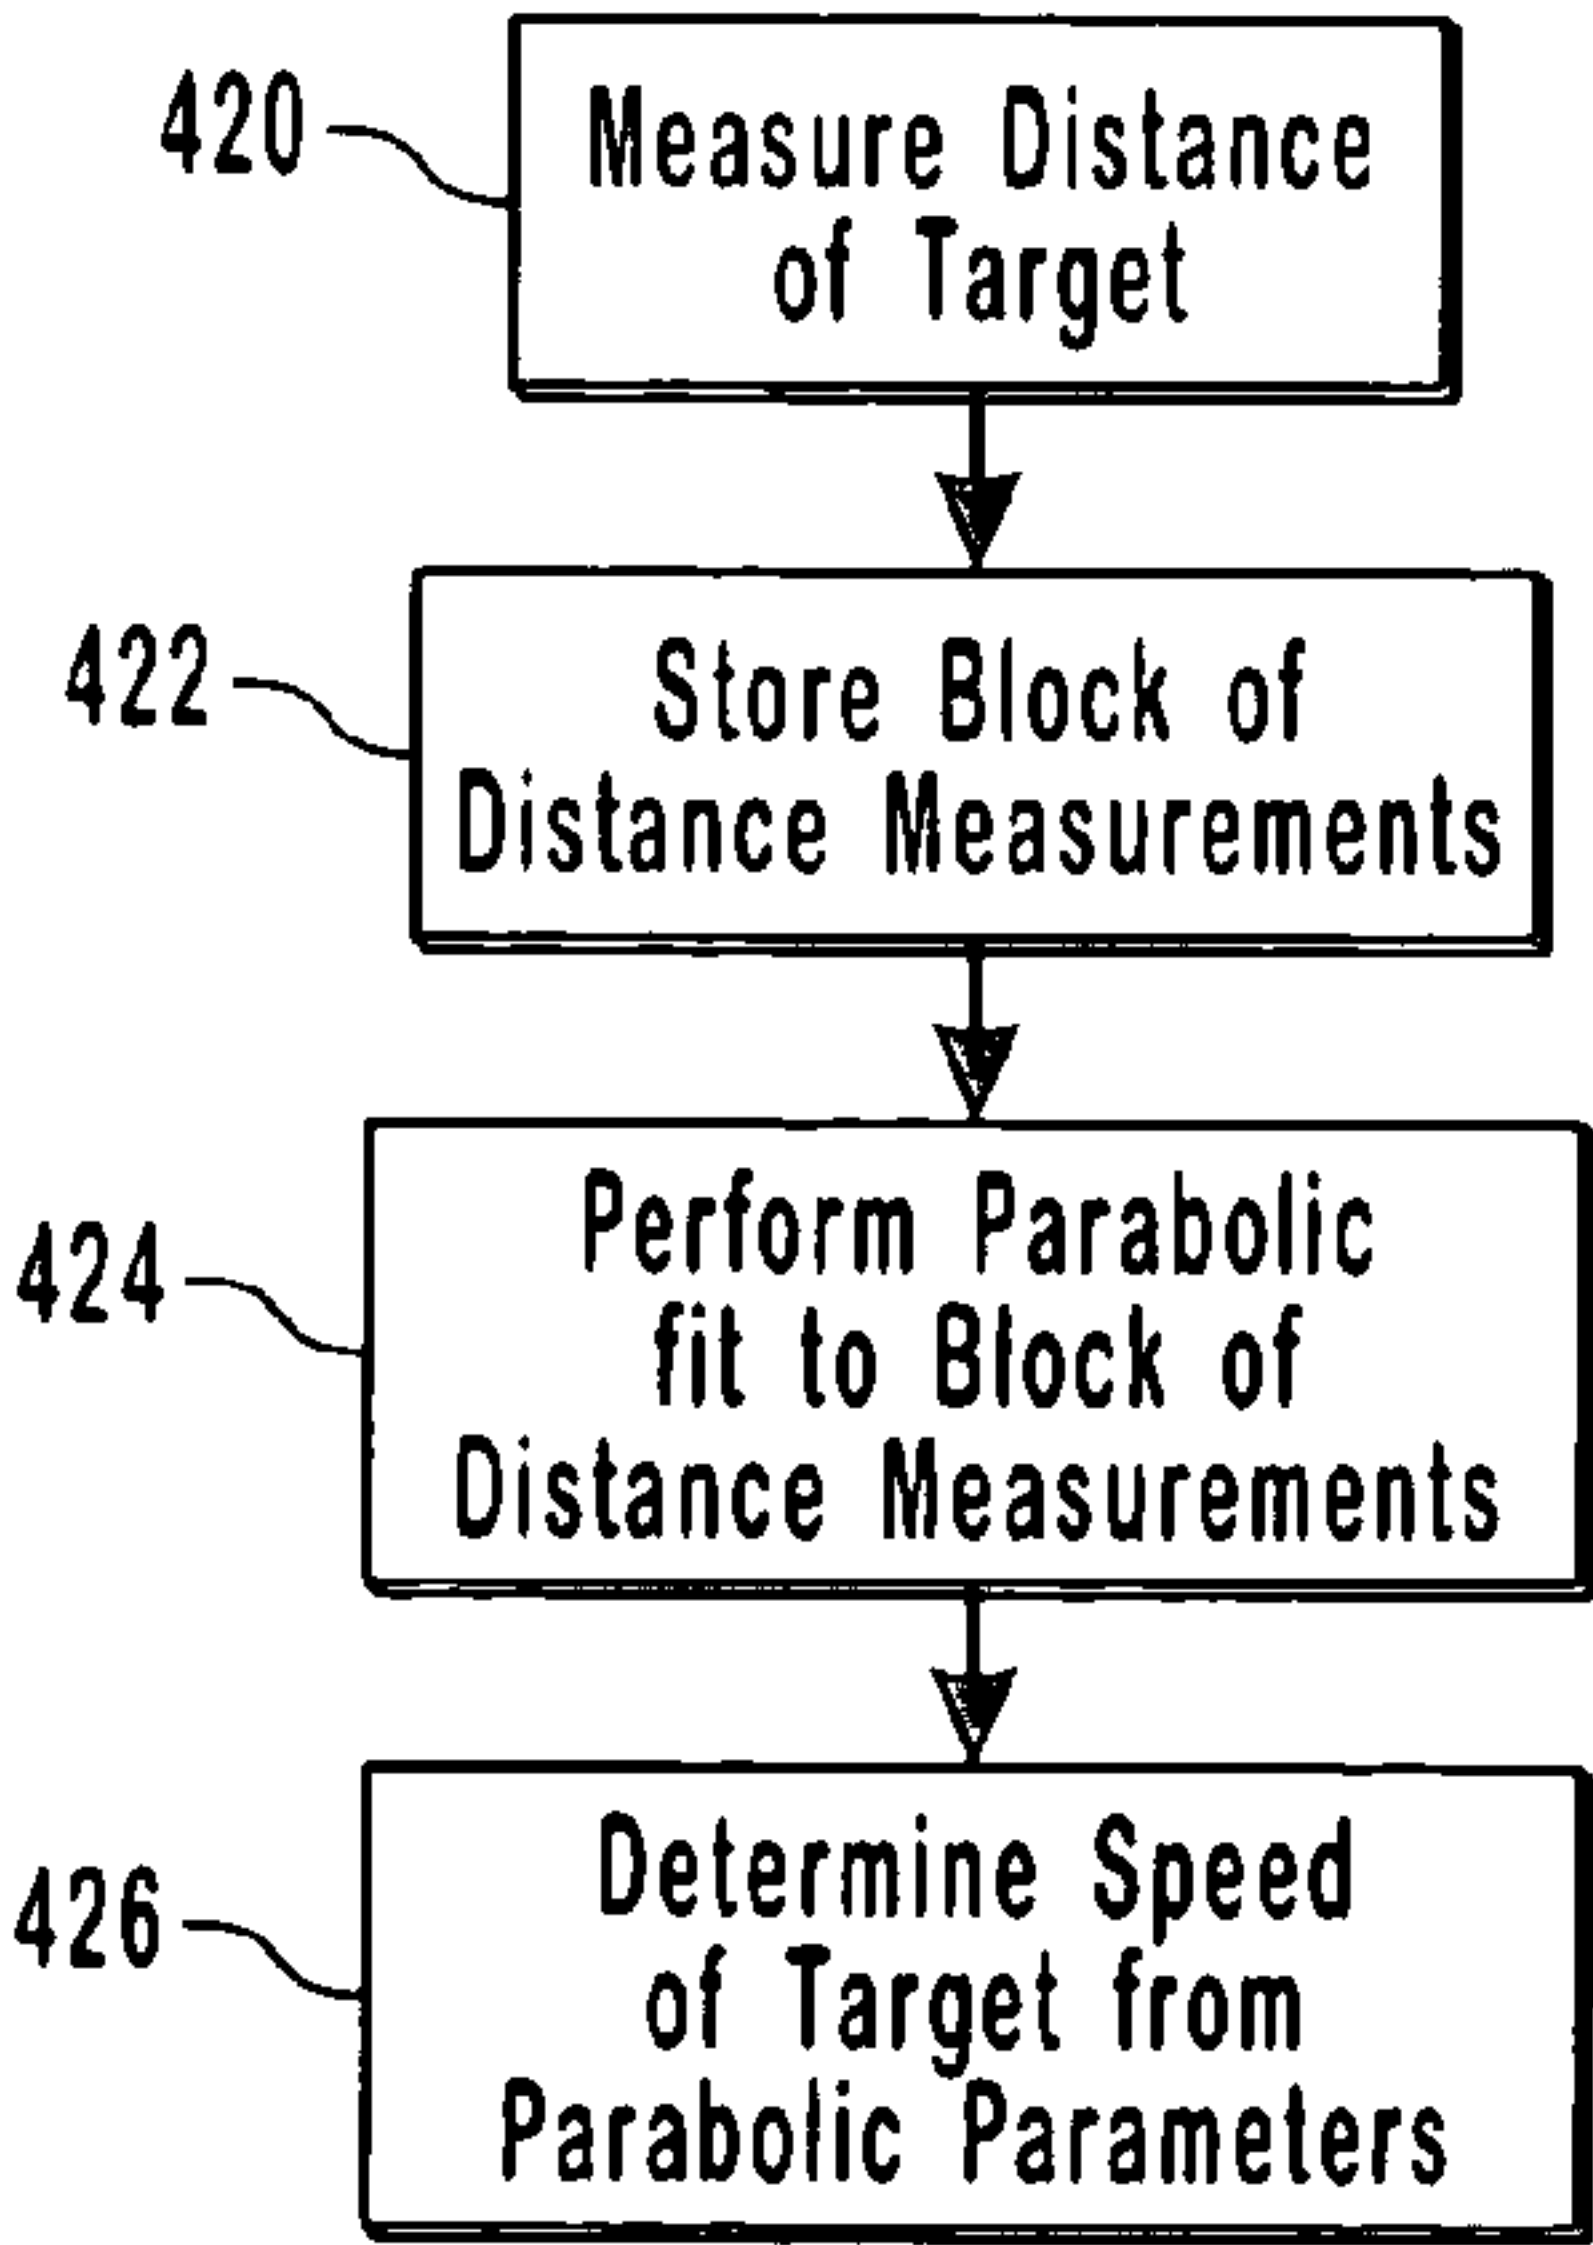 420
Measure Distance
of Target
422
Store Block of
Distance Measurements
424
Perform Parabolic
fit to Block of
Distance Measurements
426
Determine Speed
of Target from
Parabolic Parameters